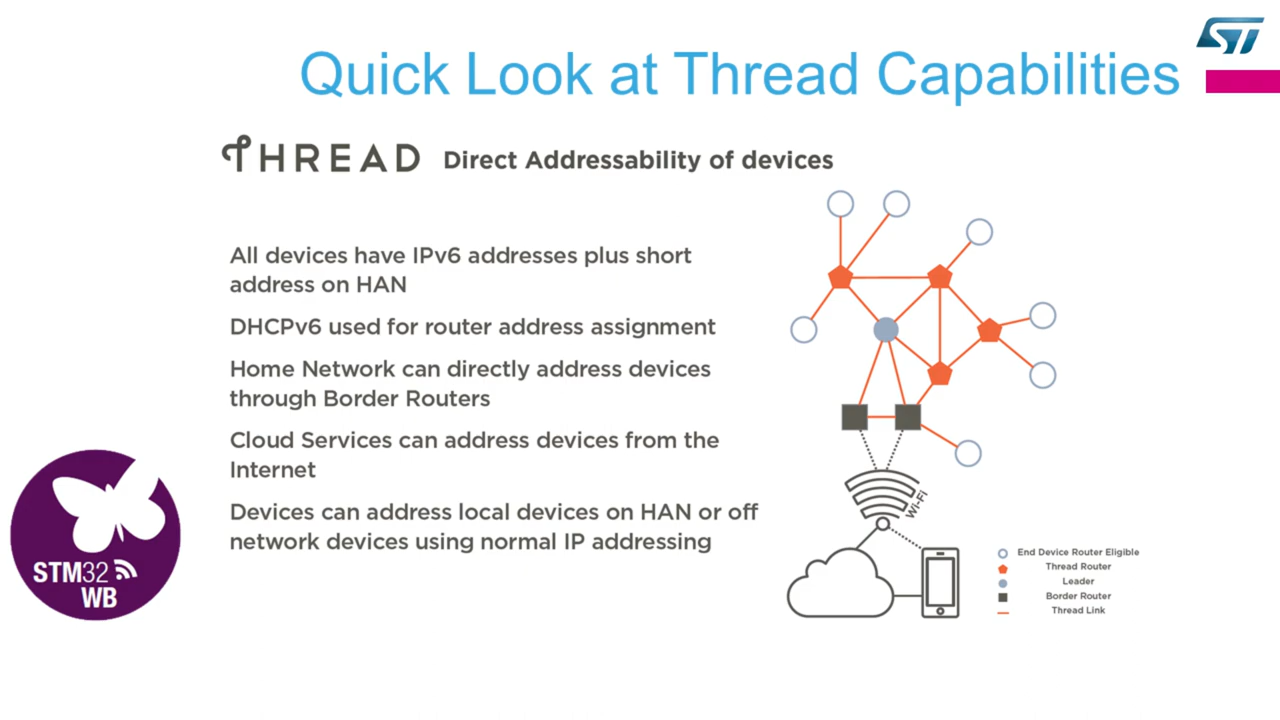 ST
Quick Look at Thread Capabilities
THREAD Direct Addressability of devices
All devices have IPv6 addresses plus short
address on HAN
DHCPv6 used for router address assignment
Home Network can directly address devices
through Border Routers
Cloud Services can address devices from the
Internet
Devices can address local devices on HAN or off
network devices using normal IP addressing
STM32
WB
Wi-Fi
End Device Router Eligible
Thread Router
Leader
Border Router
Thread Link